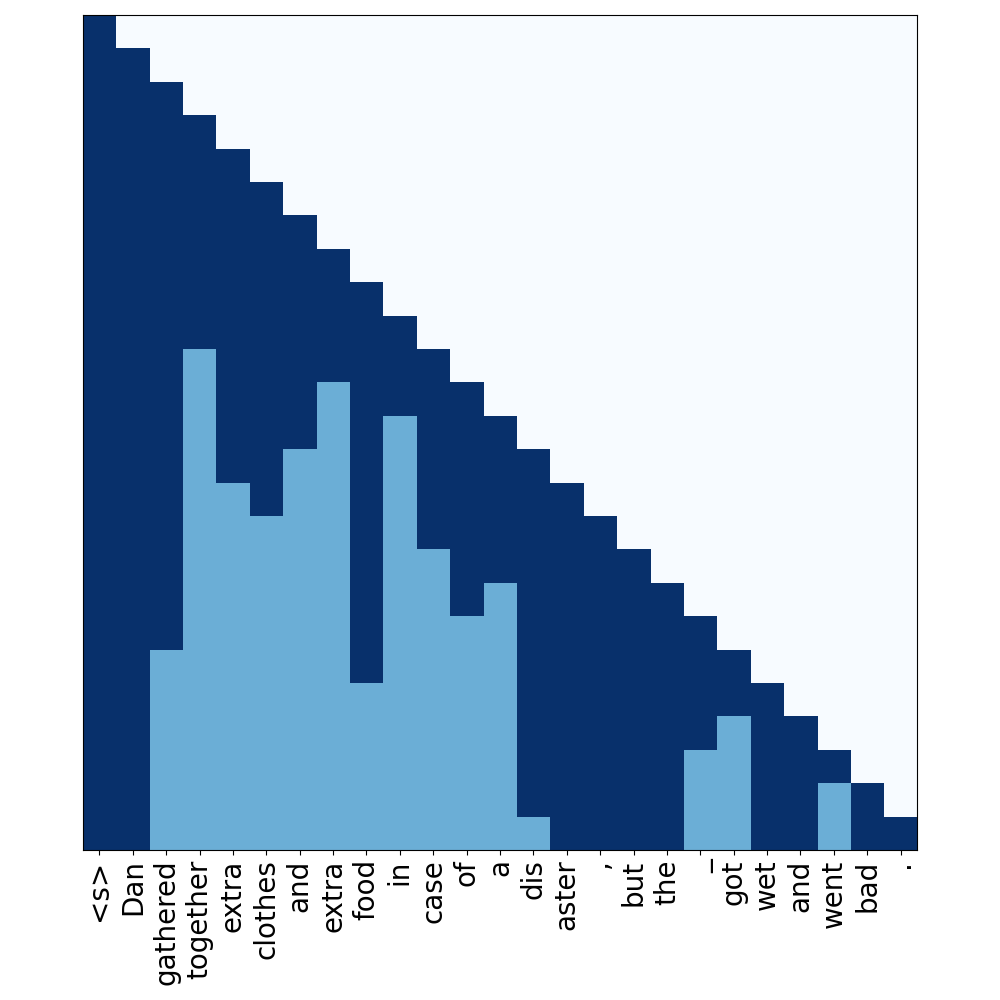 <s> Dan gathered together extra clothes and extra food in case of a dis aster , but the _ got wet and went bad .